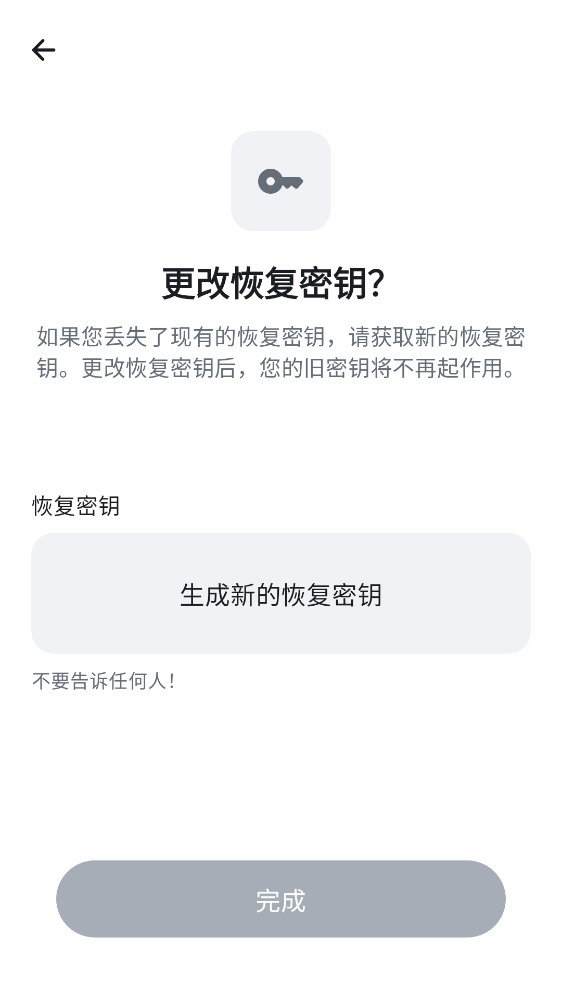 更改恢复密钥？
如果您丢失了现有的恢复密钥，请获取新的恢复密
钥。更改恢复密钥后，您的旧密钥将不再起作用。
恢复密钥
生成新的恢复密钥
不要告诉任何人！
完成